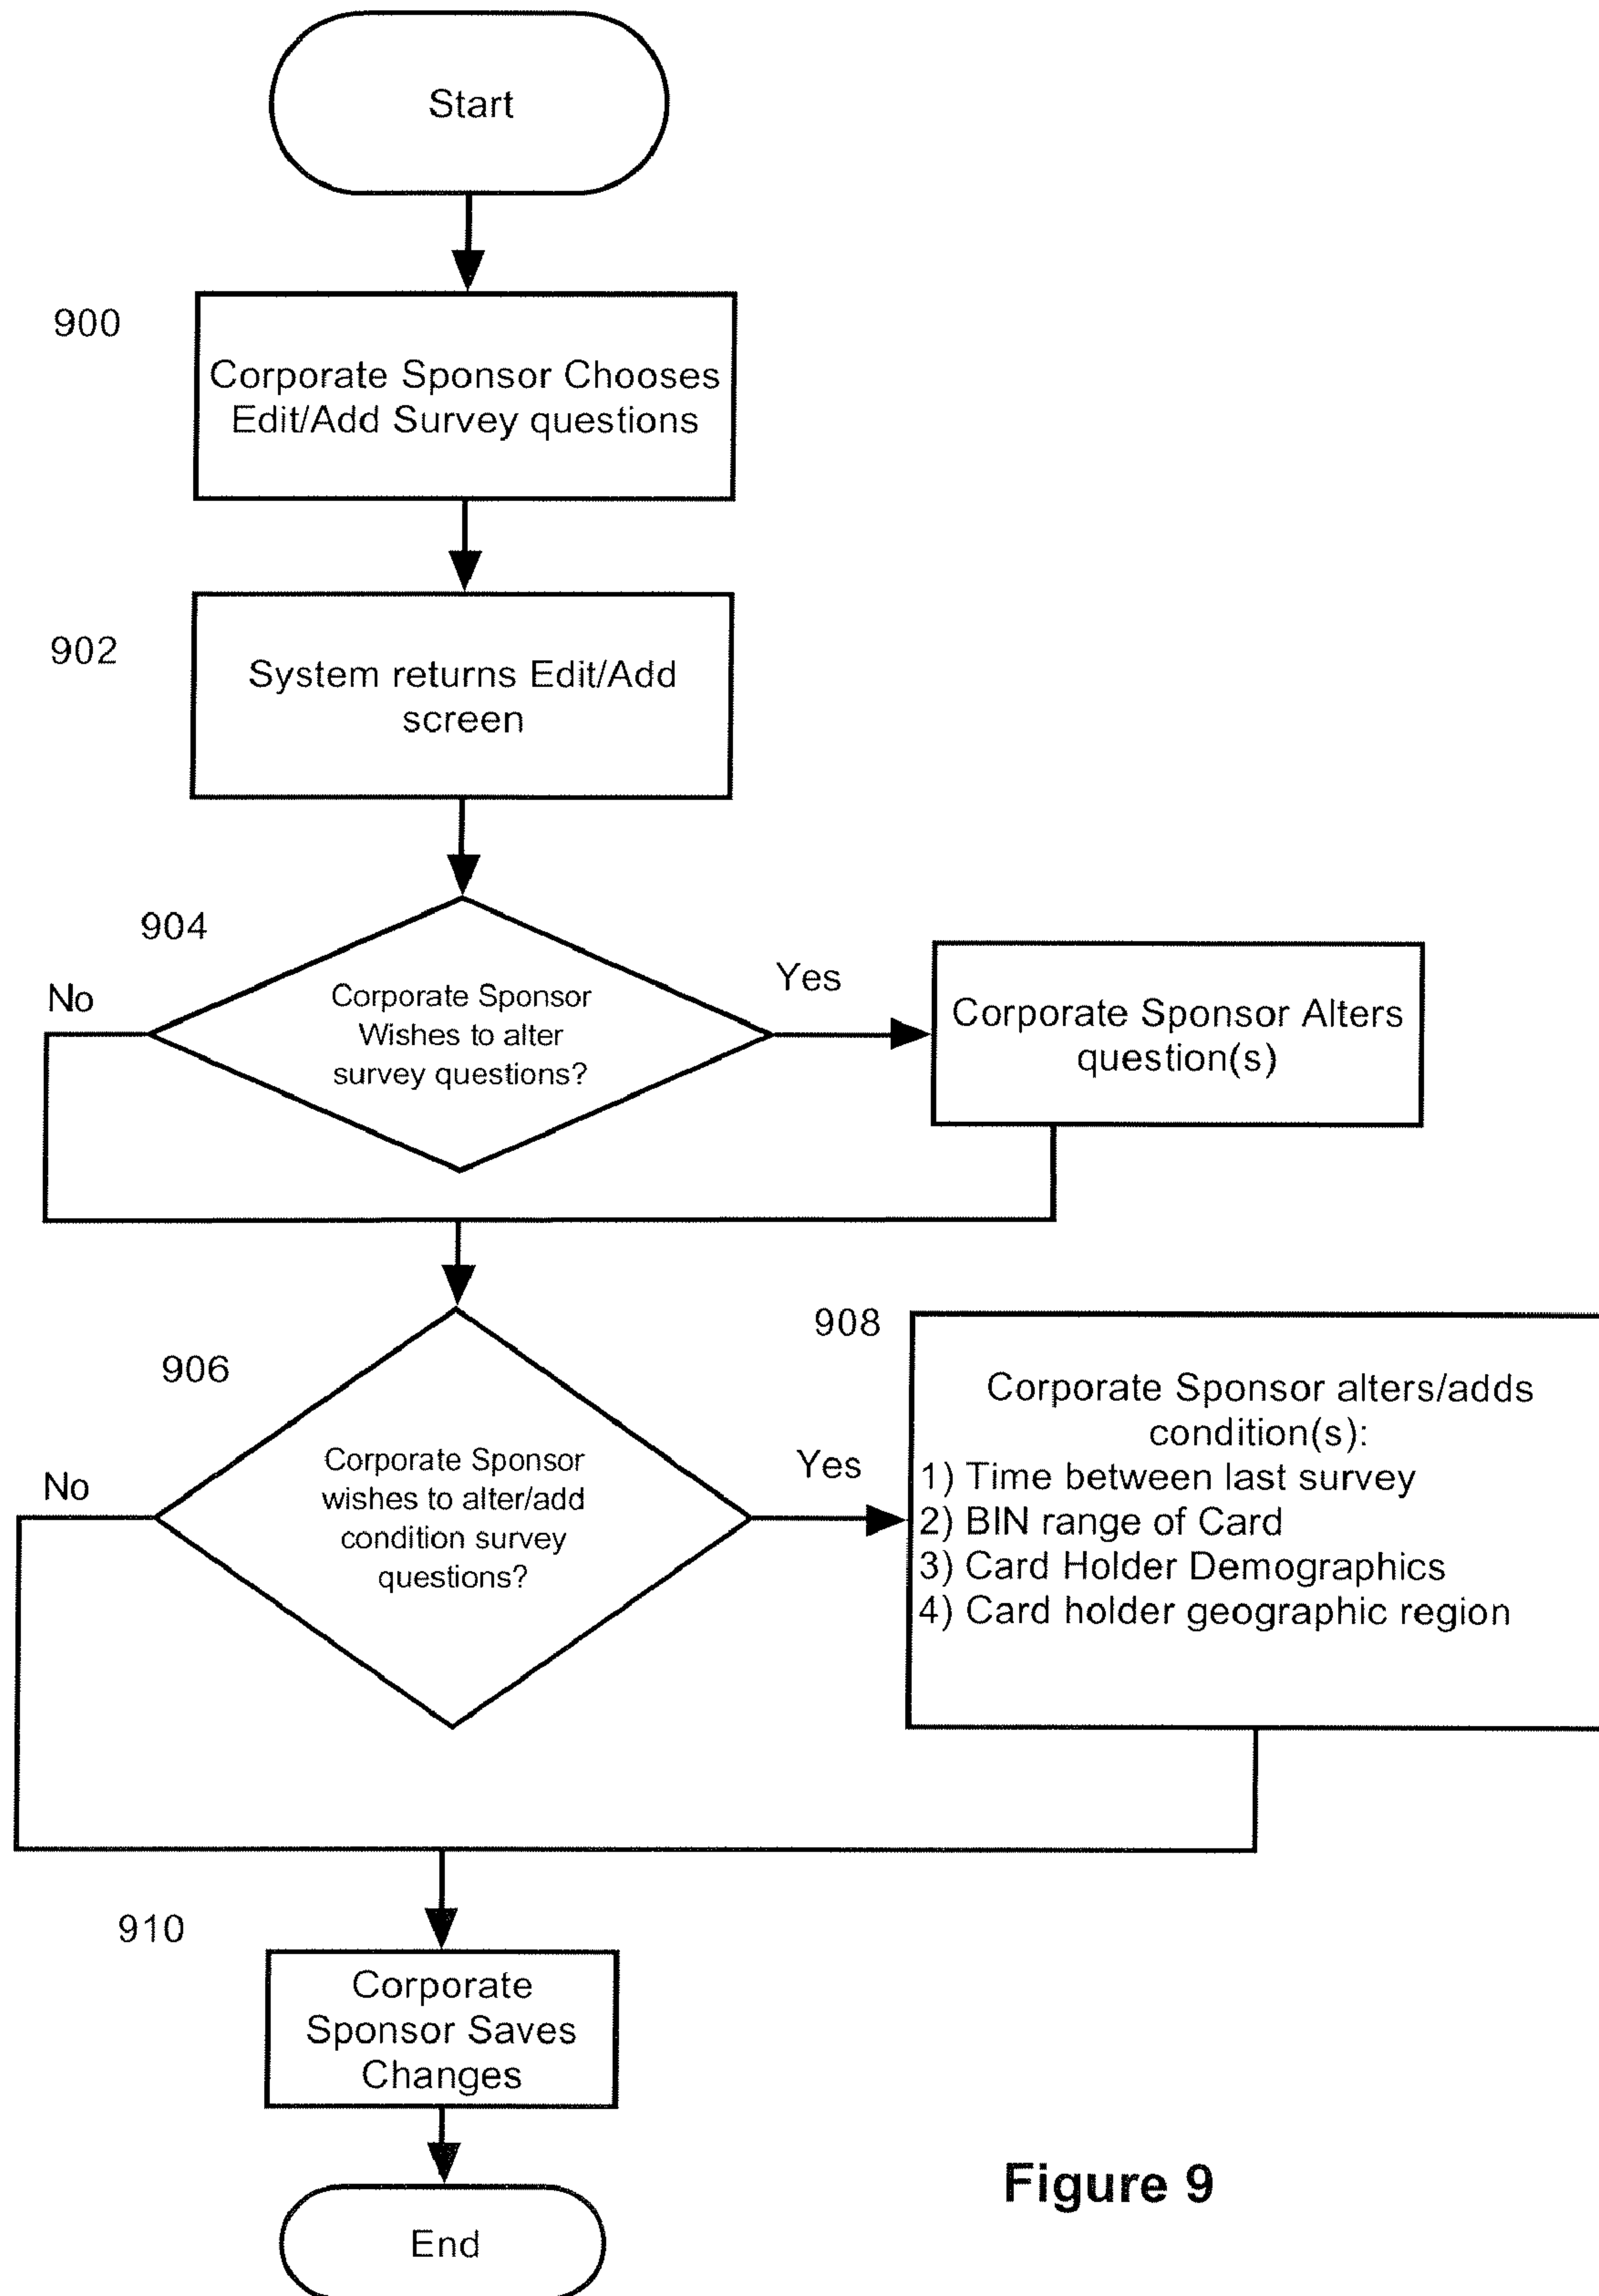 Start
900
Corporate Sponsor Chooses
Edit/Add Survey questions
902
System returns Edit/Add
screen
904
No
Corporate Sponsor
Wishes to alter
survey questions?
Yes
Corporate Sponsor Alters
question(s)
906
No
Corporate Sponsor
wishes to alter/add
condition survey
questions?
Yes
908
Corporate Sponsor alters/adds
condition(s):
1) Time between last survey
2) BIN range of Card
3) Card Holder Demographics
4) Card holder geographic region
910
Corporate
Sponsor Saves
Changes
End
Figure 9